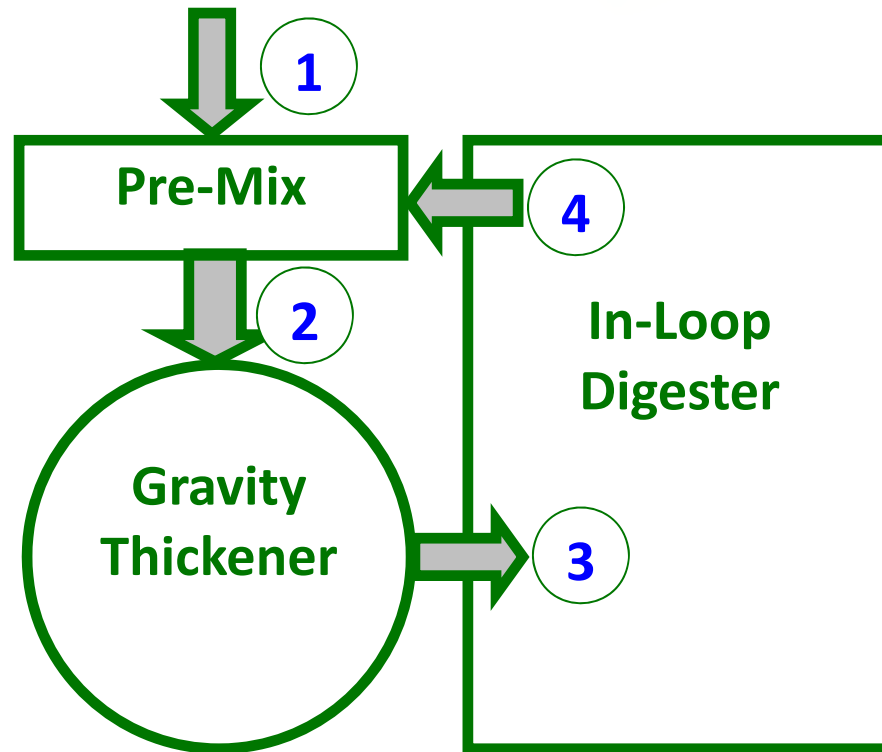 1
Pre-Mix
4
2
In-Loop
Digester
Gravity
Thickener
3